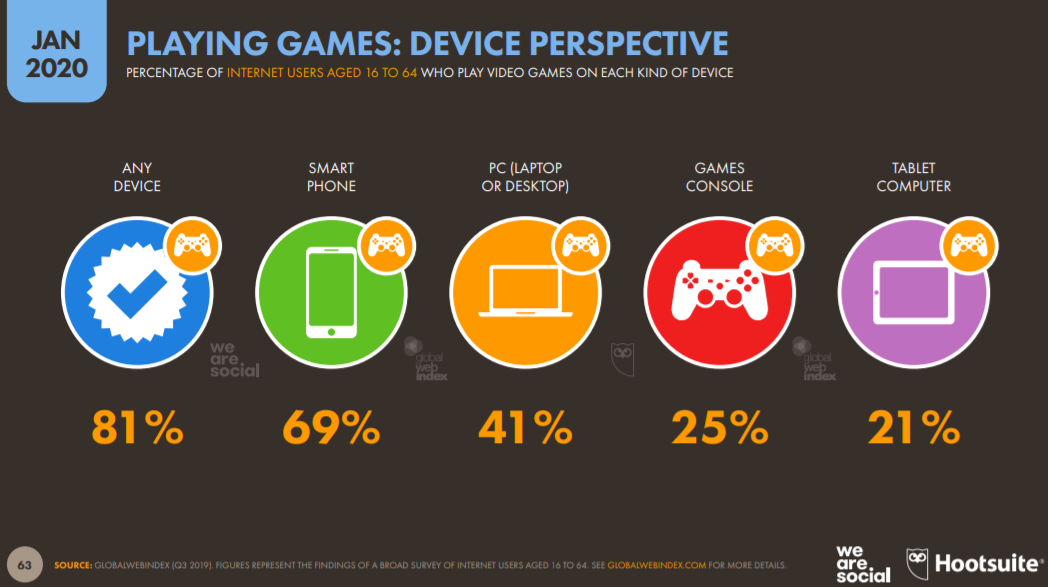 JAN
2020
PLAYING GAMES: DEVICE PERSPECTIVE
PERCENTAGE OF INTERNET USERS AGED 16 TO 64 WHO PLAY VIDEO GAMES ON EACH KIND OF DEVICE
ANY
DEVICE
SMART
PHONE
PC (LAPTOP
OR DESKTOP)
GAMES
CONSOLE
TABLET
COMPUTER
we
are
social
global
web
index
global
web
index
81%
69%
41%
25%
21%
63
SOURCE: GLOBALWEBINDEX (Q3 2019). FIGURES REPRESENT THE FINDINGS OF A BROAD SURVEY OF INTERNET USERS AGED 16 TO 64. SEE GLOBALWEBINDEX.COM FOR MORE DETAILS.
we
are
social
Hootsuite®